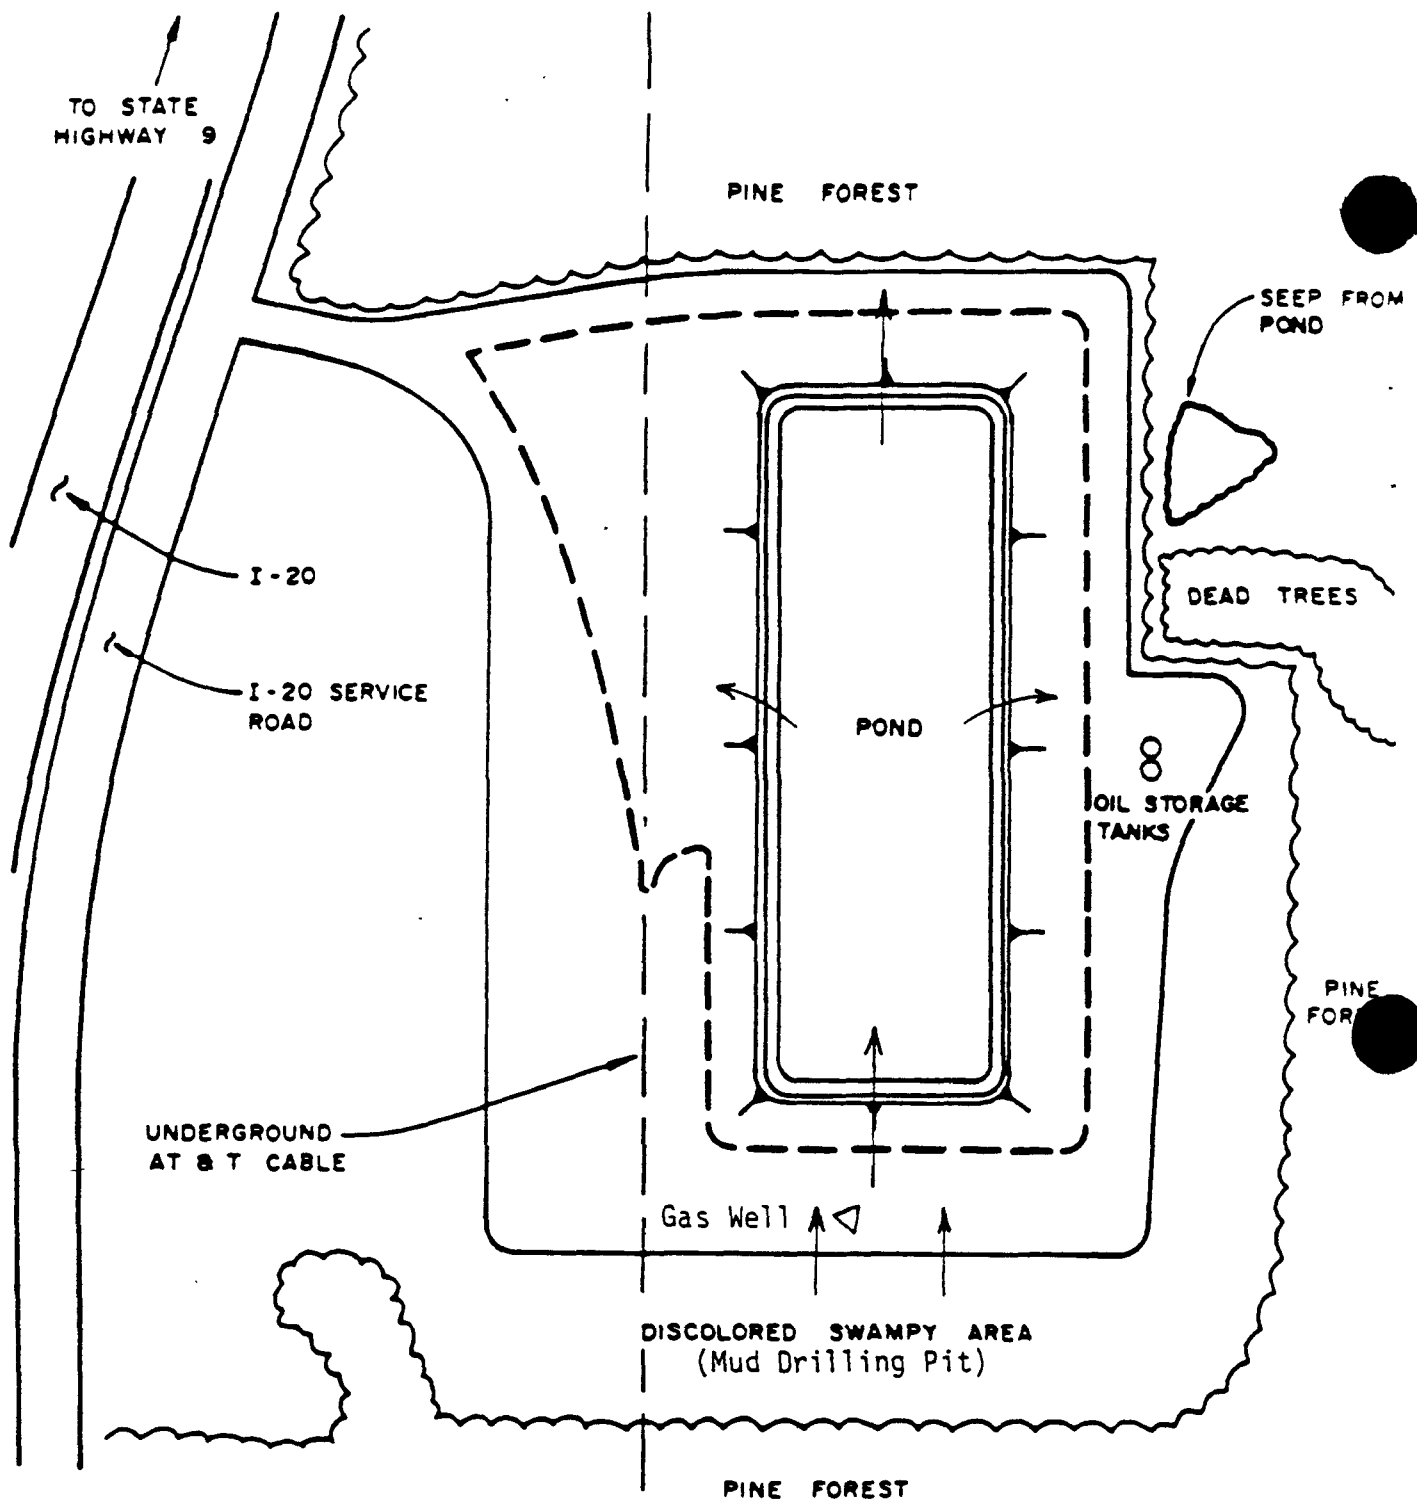 TO STATE
HIGHWAY 9
PINE FOREST
SEEP FROM
POND
I-20
DEAD TREES
I-20 SERVICE
ROAD
POND
OIL STORAGE
TANKS
PINE
UNDERGROUND
AT & T CABLE
Gas Well
DISCOLORED SWAMPY AREA
(Mud Drilling Pit)
PINE FOREST